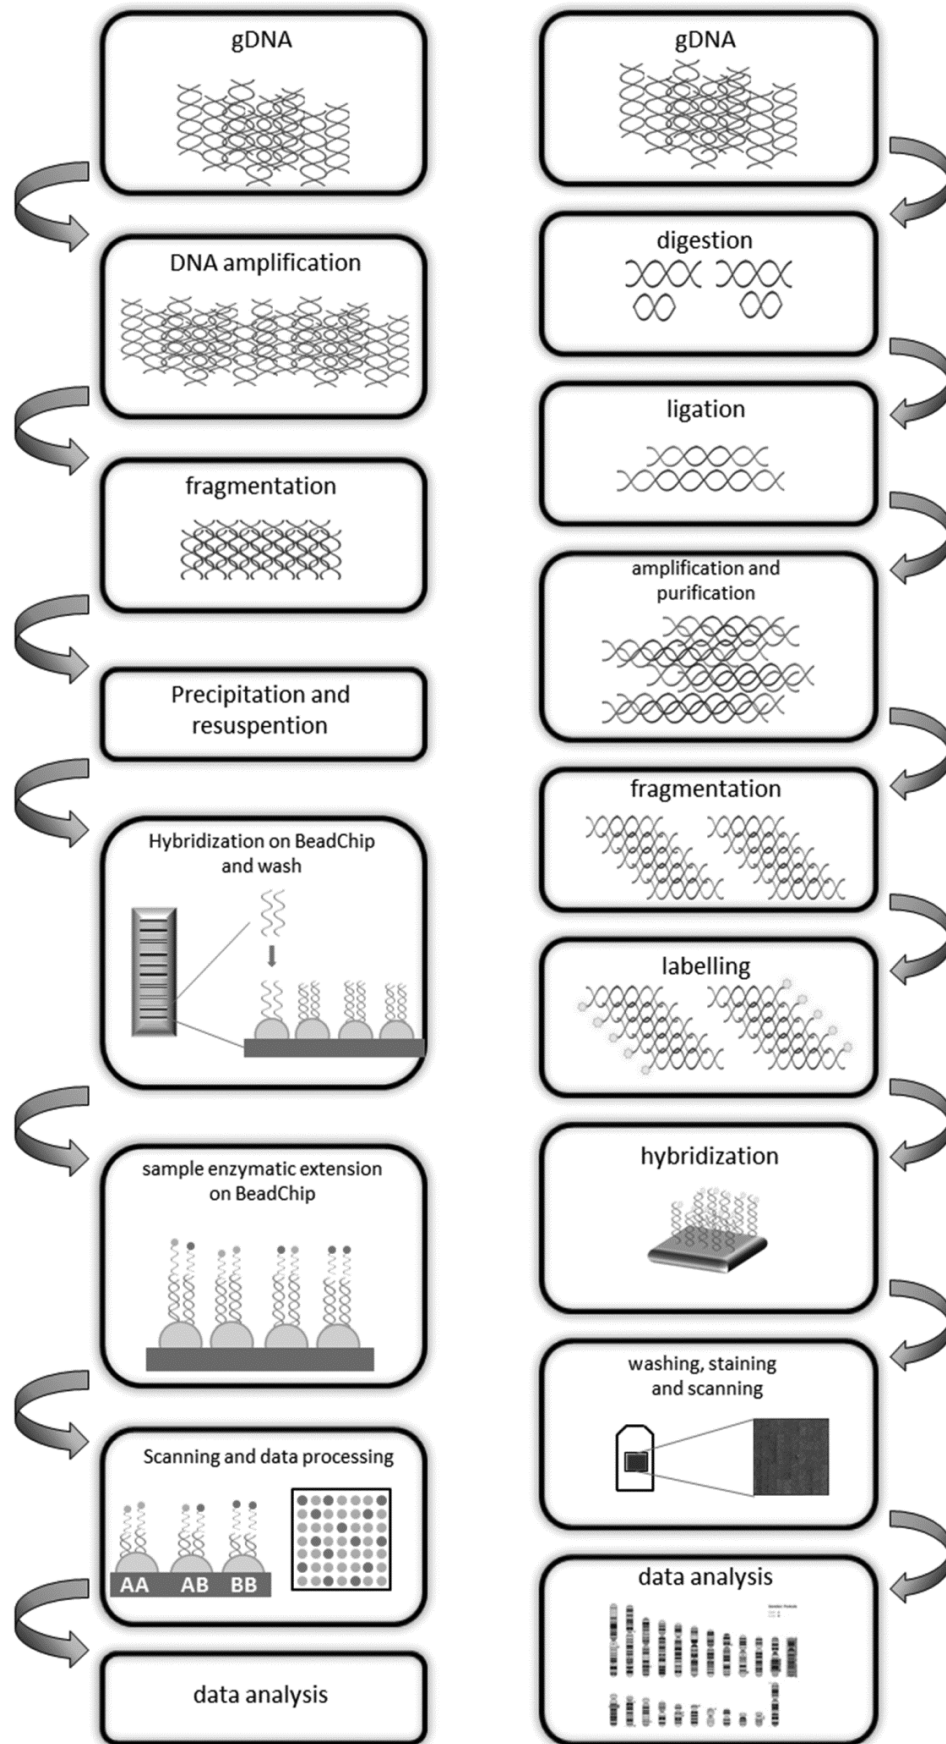 gDNA
DNA amplification
fragmentation
Precipitation and
resuspention
Hybridization on BeadChip
and wash
sample enzymatic extension
on BeadChip
Scanning and data processing
AA AB BB
data analysis
gDNA
digestion
ligation
amplification and
purification
fragmentation
labelling
hybridization
washing, staining
and scanning
data analysis